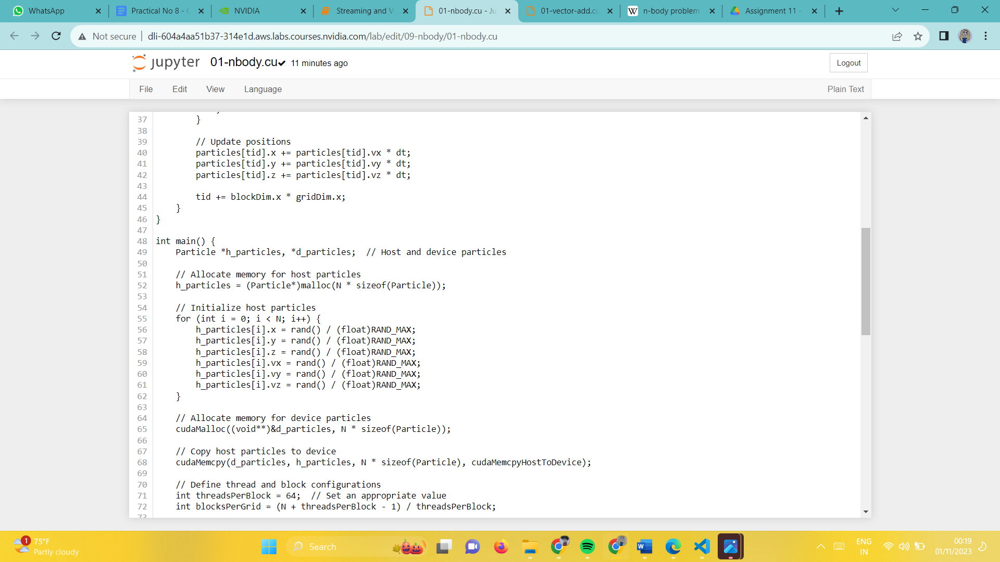 WhatsApp
Practical No 8 - G
NVIDIA
Streaming and Vi
01-nbody.cu - Ju
01-vector-add.cu
W n-body problem
Assignment 11 -
Not secure | dli-604a4aa51b37-314e1d.aws.labs.courses.nvidia.com/lab/edit/09-nbody/01-nbody.cu
jupyter 01-nbody.cu✔ 11 minutes ago
Logout
File Edit View Language Plain Text
37         }
38
39         // Update positions
40         particles[tid].x += particles[tid].vx * dt;
41         particles[tid].y += particles[tid].vy * dt;
42         particles[tid].z += particles[tid].vz * dt;
43
44         tid += blockDim.x * gridDim.x;
45     }
46 }
47
48 int main() {
49     Particle *h_particles, *d_particles;  // Host and device particles
50
51     // Allocate memory for host particles
52     h_particles = (Particle*)malloc(N * sizeof(Particle));
53
54     // Initialize host particles
55     for (int i = 0; i < N; i++) {
56         h_particles[i].x = rand() / (float)RAND_MAX;
57         h_particles[i].y = rand() / (float)RAND_MAX;
58         h_particles[i].z = rand() / (float)RAND_MAX;
59         h_particles[i].vx = rand() / (float)RAND_MAX;
60         h_particles[i].vy = rand() / (float)RAND_MAX;
61         h_particles[i].vz = rand() / (float)RAND_MAX;
62     }
63
64     // Allocate memory for device particles
65     cudaMalloc((void**)&d_particles, N * sizeof(Particle));
66
67     // Copy host particles to device
68     cudaMemcpy(d_particles, h_particles, N * sizeof(Particle), cudaMemcpyHostToDevice);
69
70     // Define thread and block configurations
71     int threadsPerBlock = 64;  // Set an appropriate value
72     int blocksPerGrid = (N + threadsPerBlock - 1) / threadsPerBlock;
73
1
75°F
Partly cloudy
Search
W
ENG
IN
00:19
01/11/2023